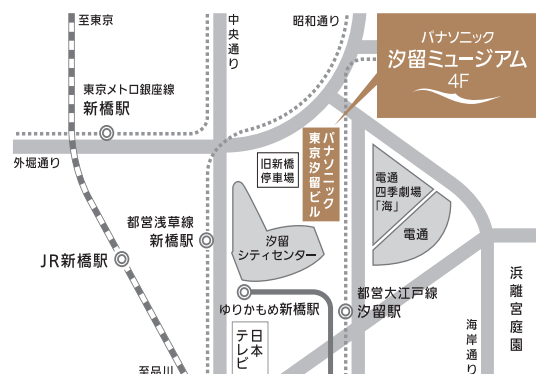 至東京
中央通り
昭和通り
パナソニック
汐留ミュージアム
4F
東京メトロ銀座線
新橋駅
外堀通り
旧新橋
停車場
パナソニック
東京汐留ビル
電通
四季劇場
「海」
電通
都営浅草線
新橋駅
汐留
シティセンター
JR新橋駅
ゆりかもめ新橋駅
都営大江戸線
汐留駅
浜離宮庭園
海岸通り
日本
テレビ
至品川